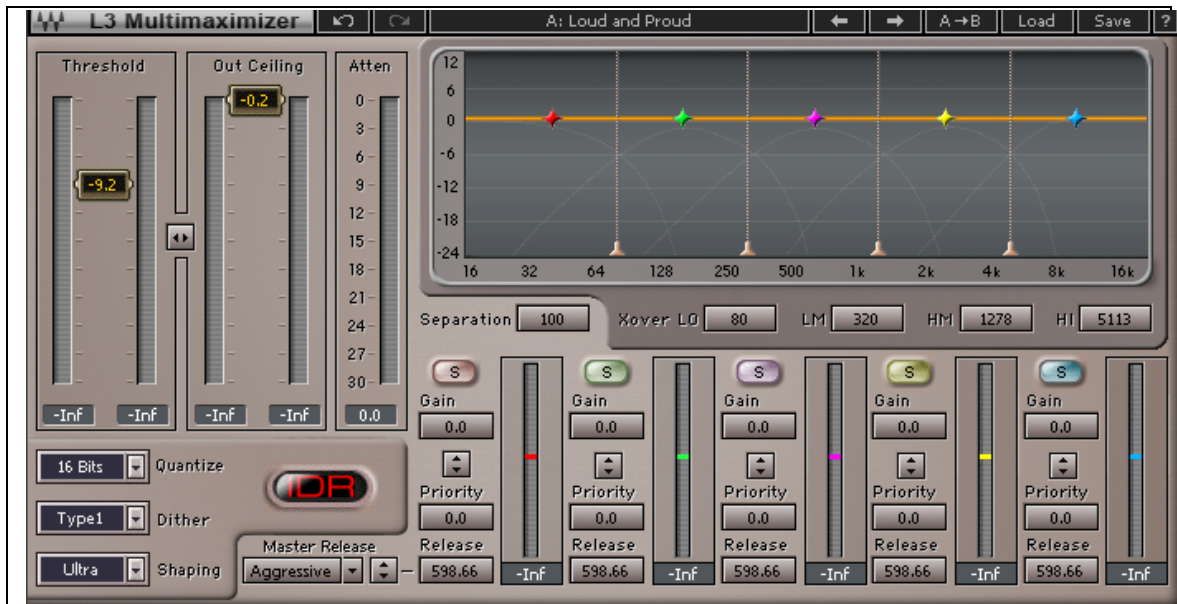 L3 Multimaximizer A: Loud and Proud A→B Load Save ?
Threshold Out Ceiling Atten
-9.2 -0.2
0
3
6
9
12
15
18
21
24
27
30
-Inf -Inf -Inf -Inf 0.0
12
6
0
-6
-12
-18
-24
16 32 64 128 250 500 1k 2k 4k 8k 16k
Separation 100 Xover LO 80 LM 320 HM 1278 HI 5113
S S S S S
Gain Gain Gain Gain Gain
0.0 0.0 0.0 0.0 0.0
Priority Priority Priority Priority Priority
0.0 0.0 0.0 0.0 0.0
Release Release Release Release Release
598.66 -Inf 598.66 -Inf 598.66 -Inf 598.66 -Inf 598.66 -Inf
16 Bits Quantize
IDR
Type1 Dither
Master Release
Ultra Shaping Aggressive